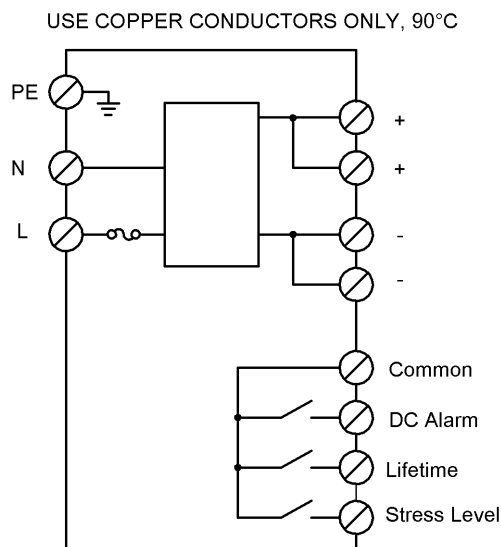 USE COPPER CONDUCTORS ONLY, 90°C
PE
N
L
+
+
-
-
Common
DC Alarm
Lifetime
Stress Level